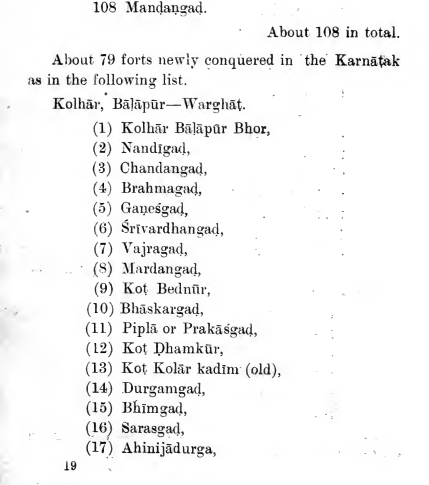 108 Manḍangaḍ.
About 108 in total.
About 79 forts newly conquered in the Karnāṭak
as in the following list.
Kolhār, Bāḷāpūr—Warghāṭ.
(1) Kolhār Bāḷāpūr Bhor,
(2) Nandīgaḍ,
(3) Chandangaḍ,
(4) Brahmagaḍ,
(5) Gaṇeśgaḍ,
(6) Śrīvardhangaḍ,
(7) Vajragaḍ,
(8) Mardangaḍ,
(9) Koṭ Bednūr,
(10) Bhāskargaḍ,
(11) Piplā or Prakāśgaḍ,
(12) Koṭ Ḍhamkūr,
(13) Koṭ Kolār kadīm (old),
(14) Durgamgaḍ,
(15) Bhīmgaḍ,
(16) Sarasgaḍ,
(17) Ahinijādurga,
19